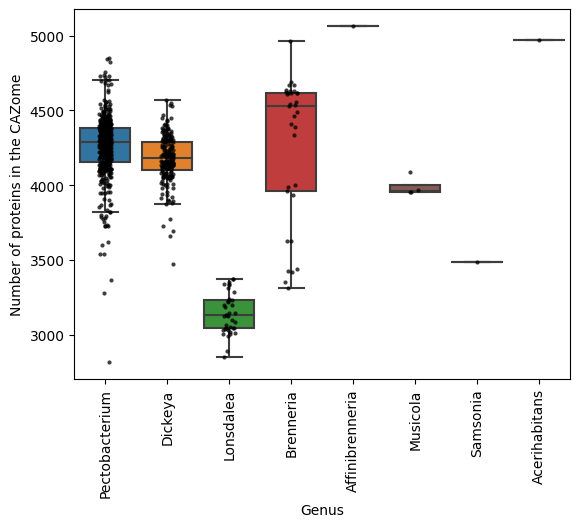 Number of proteins in the CAZome
5000
4500
4000
3500
3000
Pectobacterium
Dickeya
Lonsdalea
Brenneria
Affinibrenneria
Musicola
Samsonia
Acerihabitans
Genus